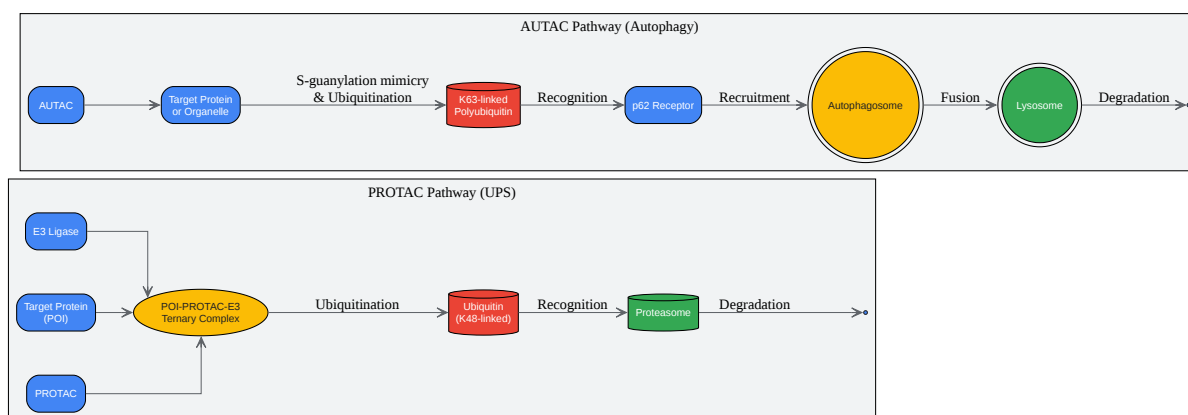 AUTAC Pathway (Autophagy)
AUTAC
Target Protein
or Organelle
S-guanylation mimicry
& Ubiquitination
K63-linked
Polyubiquitin
Recognition
p62 Receptor
Recruitment
Autophagosome
Fusion
Lysosome
Degradation
PROTAC Pathway (UPS)
E3 Ligase
Target Protein
(POI)
PROTAC
POI-PROTAC-E3
Ternary Complex
Ubiquitination
Ubiquitin
(K48-linked)
Recognition
Proteasome
Degradation